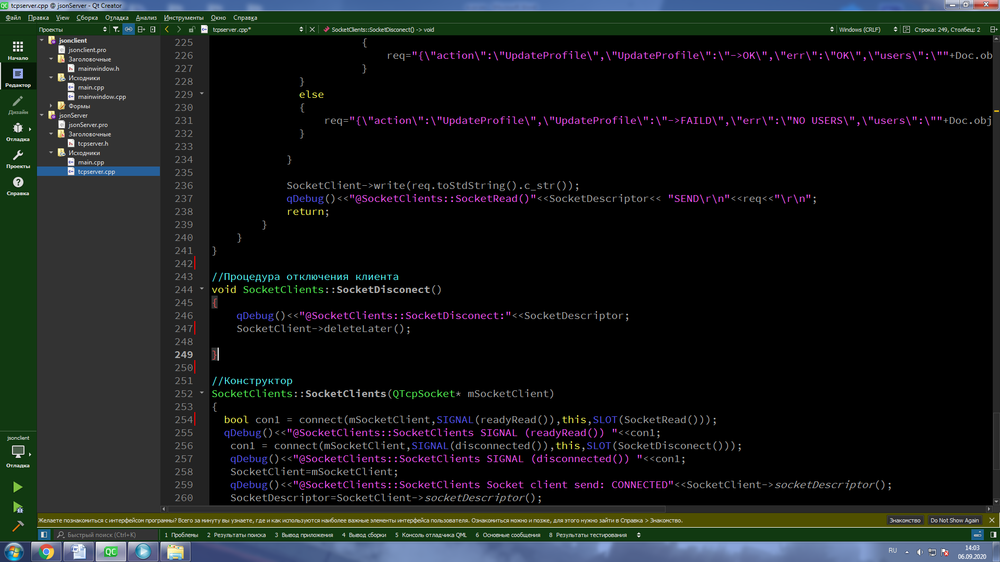 tcpserver.cpp @ jsonServer - Qt Creator
Файл Правка View Сборка Отладка Анализ Инструменты Окно Справка
Проекты
tcpserver.cpp*
SocketClients::SocketDisconect() -> void
Windows (CRLF)
Строка: 249, Столбец: 2
Начало
Редактор
Дизайн
Отладка
Проекты
Справка
jsonclient
jsonclient.pro
Заголовочные
mainwindow.h
Исходники
main.cpp
mainwindow.cpp
Формы
jsonServer
jsonServer.pro
Заголовочные
tcpserver.h
Исходники
main.cpp
tcpserver.cpp
225 {
226 req="{\"action\":\"UpdateProfile\",\"UpdateProfile\":\"->OK\",\"err\":\"OK\",\"users\":\""+Doc.ob
227 }
228 }
229 else
230 {
231 req="{\"action\":\"UpdateProfile\",\"UpdateProfile\":\"->FAILD\",\"err\":\"NO USERS\",\"users\":\""+Doc.obj
232 }
233
234 }
235
236 SocketClient->write(req.toStdString().c_str());
237 qDebug()<<"@SocketClients::SocketRead()"<<SocketDescriptor<< "SEND\r\n"<<req<<"\r\n";
238 return;
239 }
240 }
241 }
242
243 //Процедура отключения клиента
244 void SocketClients::SocketDisconect()
245 {
246 qDebug()<<"@SocketClients::SocketDisconect:"<<SocketDescriptor;
247 SocketClient->deleteLater();
248
249 }
250
251 //Конструктор
252 SocketClients::SocketClients(QTcpSocket* mSocketClient)
253 {
254 bool con1 = connect(mSocketClient,SIGNAL(readyRead()),this,SLOT(SocketRead()));
255 qDebug()<<"@SocketClients::SocketClients SIGNAL (readyRead()) "<<con1;
256 con1 = connect(mSocketClient,SIGNAL(disconnected()),this,SLOT(SocketDisconect()));
257 qDebug()<<"@SocketClients::SocketClients SIGNAL (disconnected()) "<<con1;
258 SocketClient=mSocketClient;
259 qDebug()<<"@SocketClients::SocketClients Socket client send: CONNECTED"<<SocketClient->socketDescriptor();
260 SocketDescriptor=SocketClient->socketDescriptor();
jsonclient
Отладка
Желаете познакомиться с интерфейсом программы? Всего за минуту вы узнаете, где и как используются наиболее важные элементы интерфейса пользователя. Ознакомиться можно и позже, для этого нужно зайти в Справка > Знакомство.
Знакомство
Do Not Show Again
Быстрый поиск (Ctrl+K)
1 Проблемы 2 Результаты поиска 3 Вывод приложения 4 Вывод сборки 5 Консоль отладчика QML 6 Основные сообщения 8 Результаты тестирования
QC
RU
14:03
06.09.2020